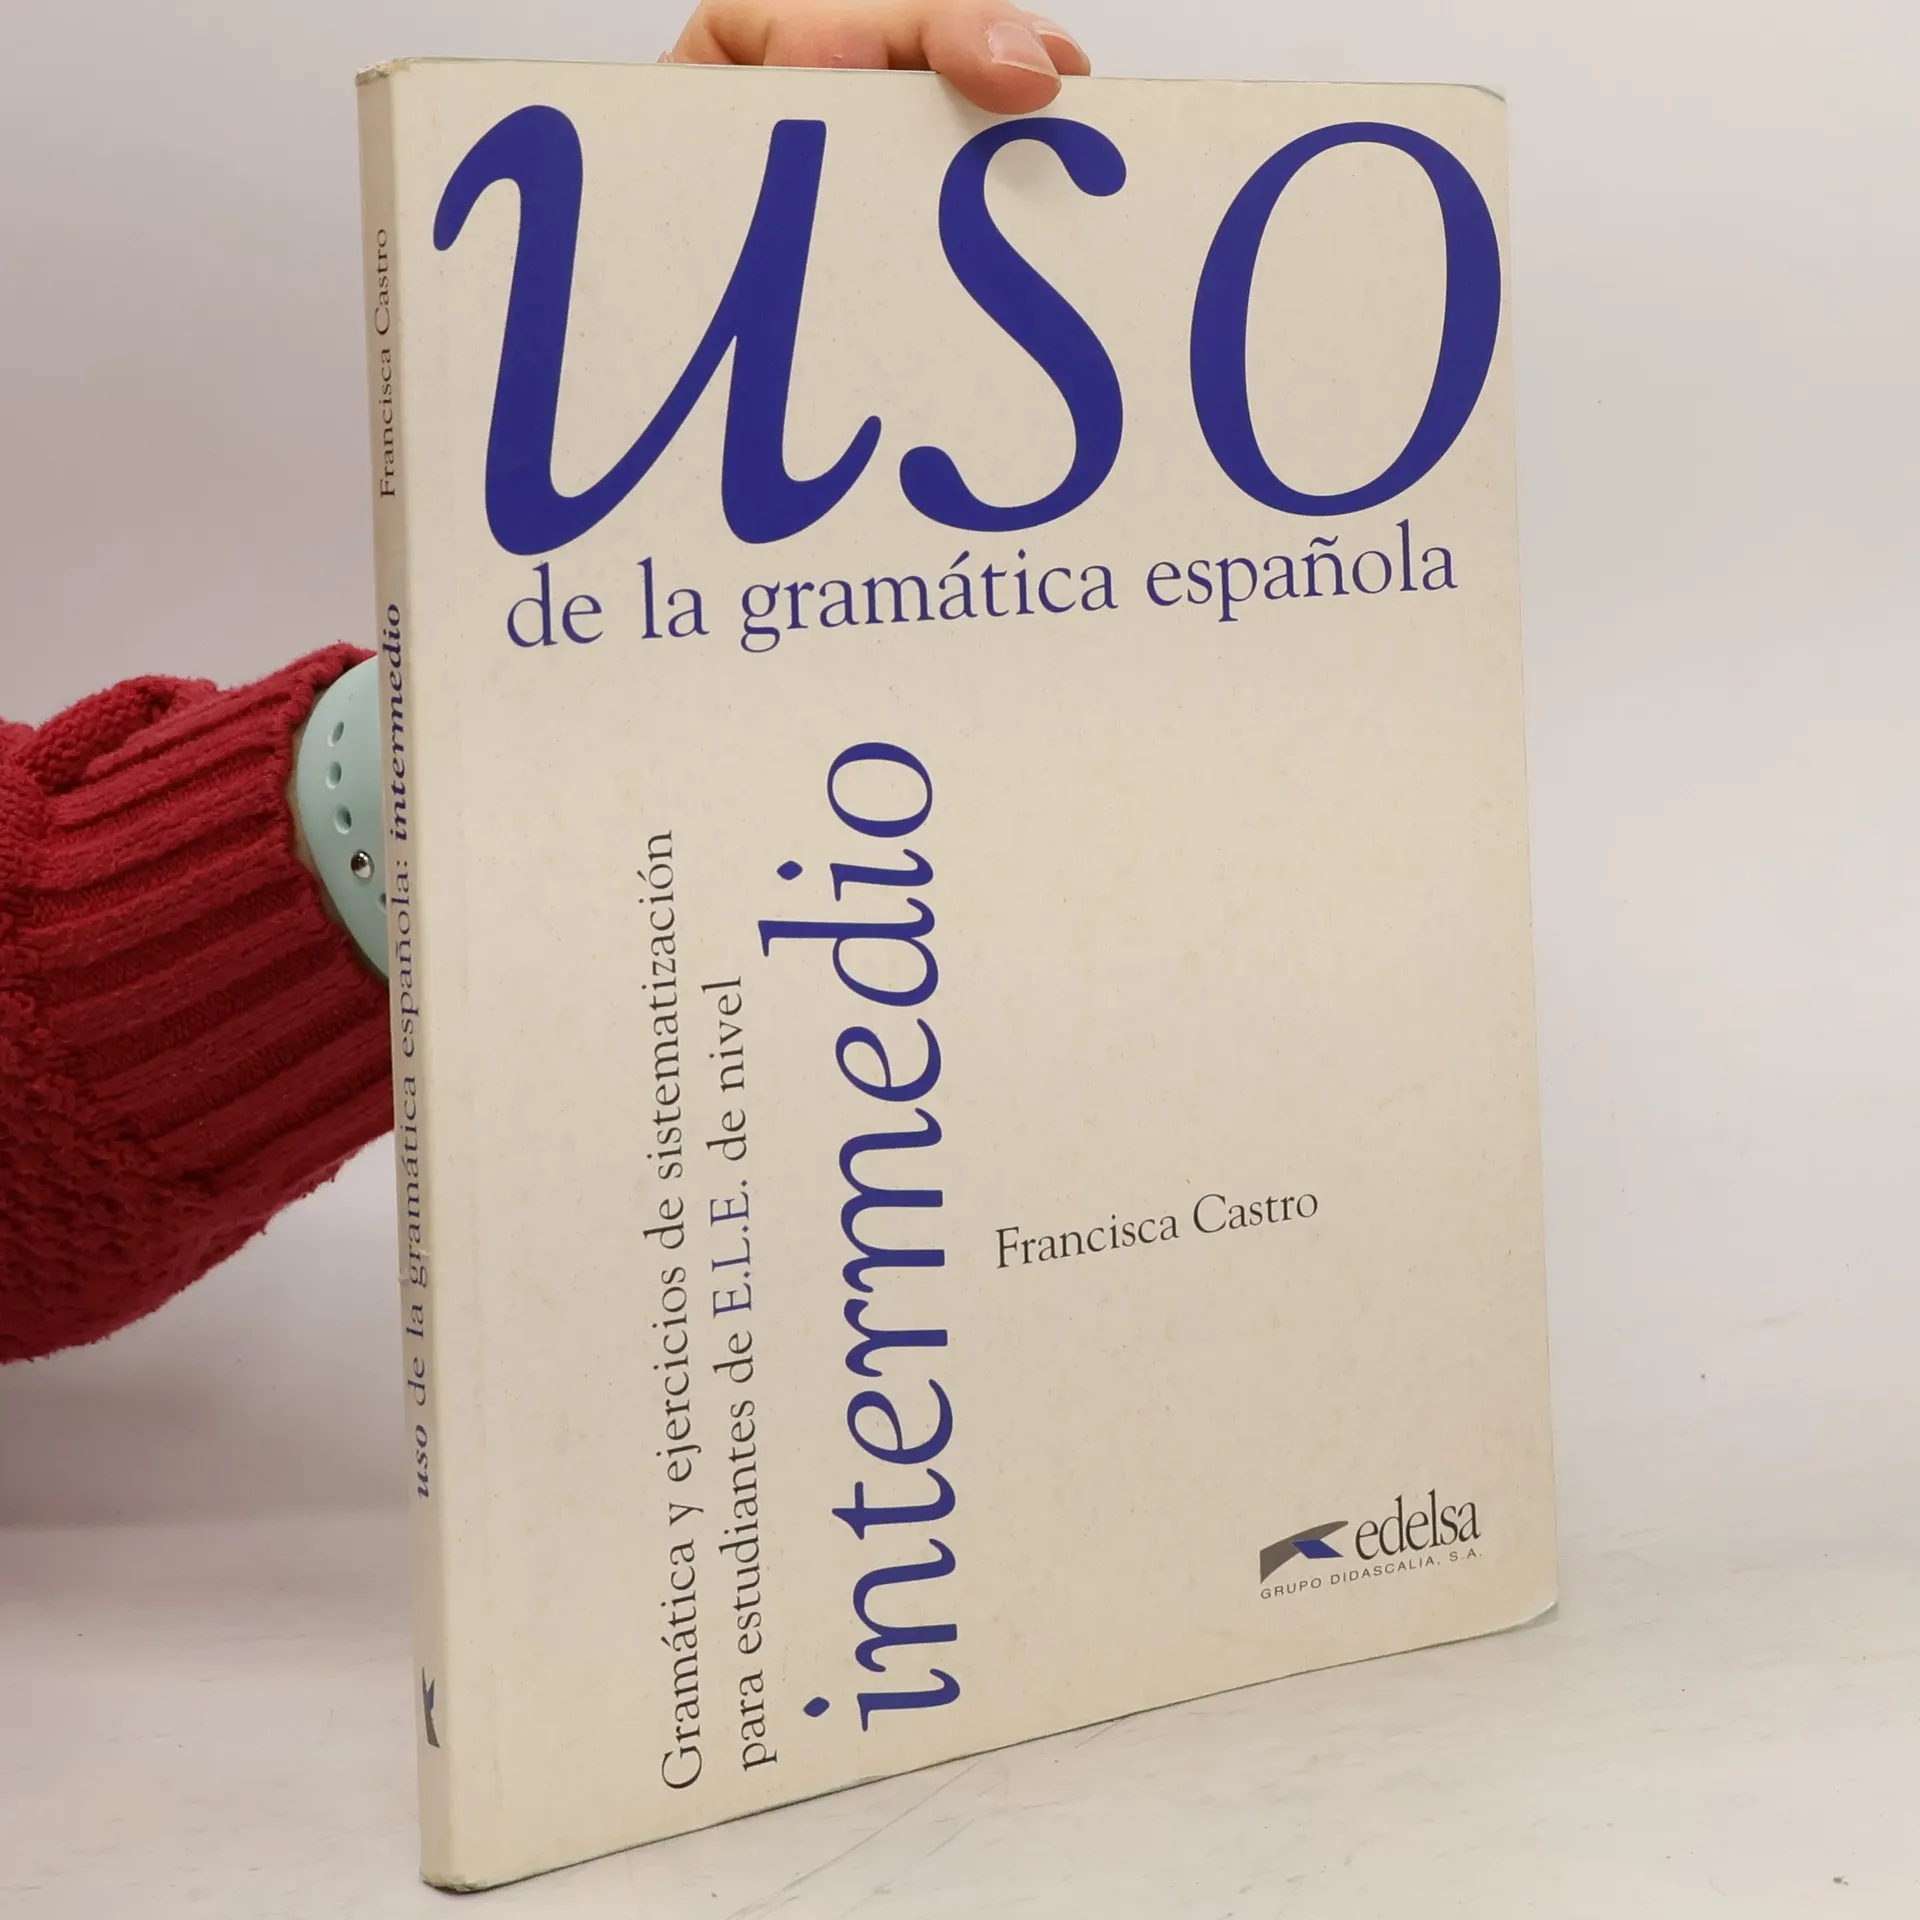 uso
de la gramática española
Gramática y ejercicios de sistematización
para estudiantes de E.L.E. de nivel
intermedio
Francisca Castro
edelsa
GRUPO DIDASCALIA, S.A.
uso de la gramática española: intermedio
Francisca Castro